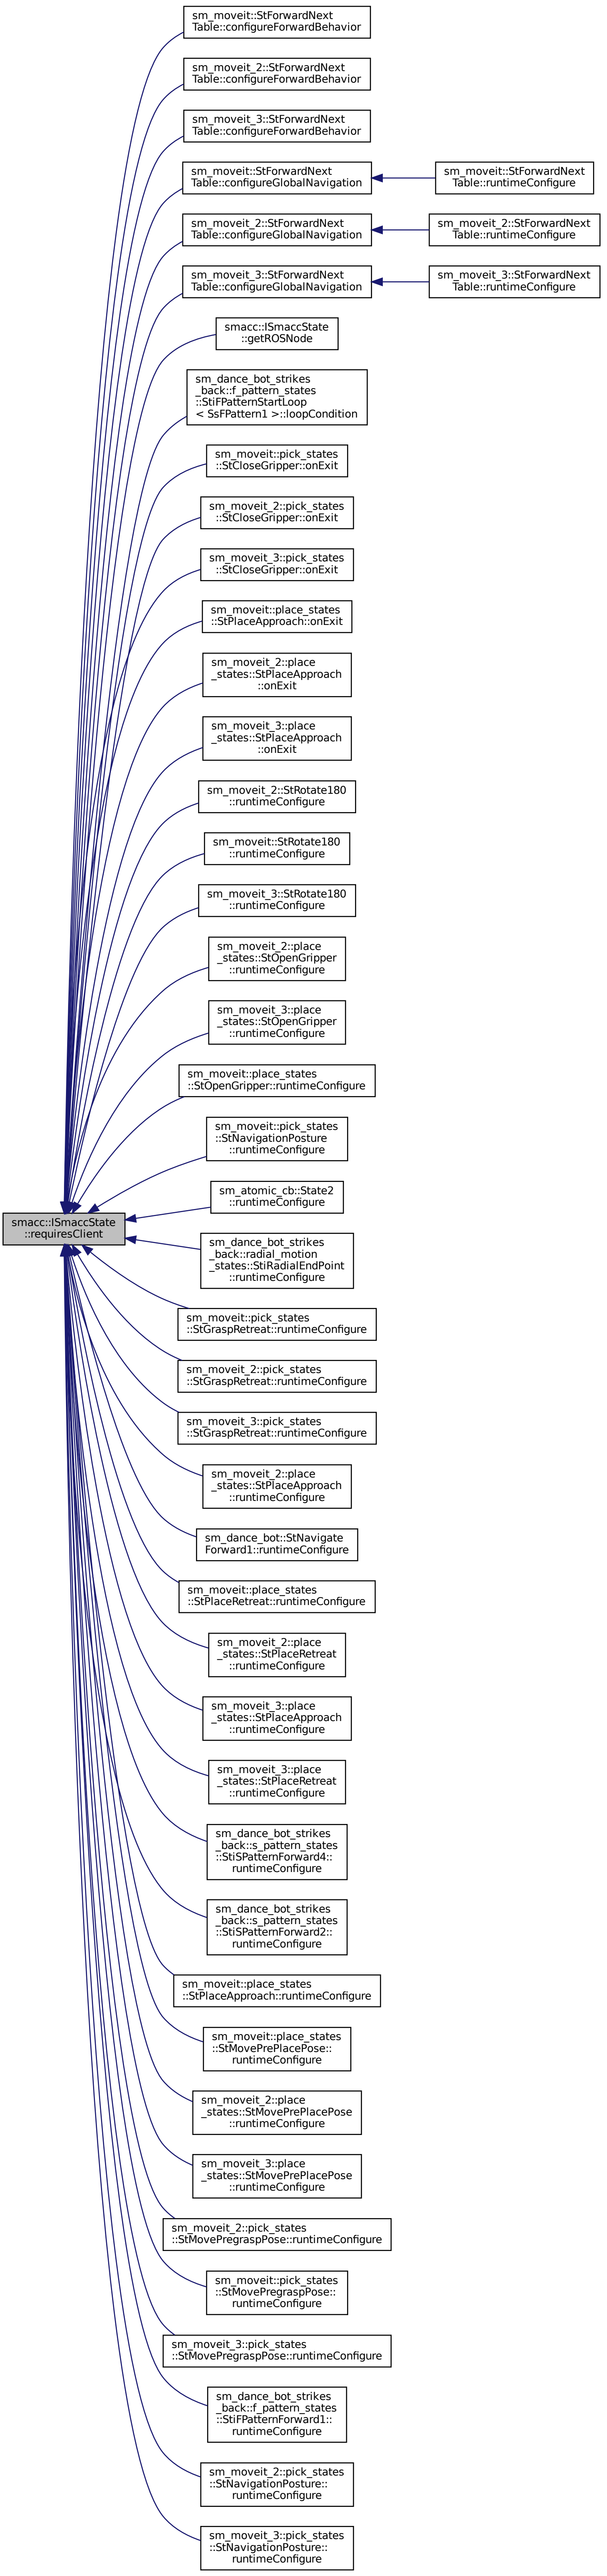 sm_moveit::StForwardNext
Table::configureForwardBehavior
sm_moveit_2::StForwardNext
Table::configureForwardBehavior
sm_moveit_3::StForwardNext
Table::configureForwardBehavior
sm_moveit::StForwardNext
Table::configureGlobalNavigation
sm_moveit::StForwardNext
Table::runtimeConfigure
sm_moveit_2::StForwardNext
Table::configureGlobalNavigation
sm_moveit_2::StForwardNext
Table::runtimeConfigure
sm_moveit_3::StForwardNext
Table::configureGlobalNavigation
sm_moveit_3::StForwardNext
Table::runtimeConfigure
smacc::ISmaccState
::getROSNode
sm_dance_bot_strikes
_back::f_pattern_states
::StiFPatternStartLoop
< SsFPattern1 >::loopCondition
sm_moveit::pick_states
::StCloseGripper::onExit
sm_moveit_2::pick_states
::StCloseGripper::onExit
sm_moveit_3::pick_states
::StCloseGripper::onExit
sm_moveit::place_states
::StPlaceApproach::onExit
sm_moveit_2::place
_states::StPlaceApproach
::onExit
sm_moveit_3::place
_states::StPlaceApproach
::onExit
sm_moveit_2::StRotate180
::runtimeConfigure
sm_moveit::StRotate180
::runtimeConfigure
sm_moveit_3::StRotate180
::runtimeConfigure
sm_moveit_2::place
_states::StOpenGripper
::runtimeConfigure
sm_moveit_3::place
_states::StOpenGripper
::runtimeConfigure
sm_moveit::place_states
::StOpenGripper::runtimeConfigure
sm_moveit::pick_states
::StNavigationPosture
::runtimeConfigure
sm_atomic_cb::State2
::runtimeConfigure
smacc::ISmaccState
::requiresClient
sm_dance_bot_strikes
_back::radial_motion
_states::StiRadialEndPoint
::runtimeConfigure
sm_moveit::pick_states
::StGraspRetreat::runtimeConfigure
sm_moveit_2::pick_states
::StGraspRetreat::runtimeConfigure
sm_moveit_3::pick_states
::StGraspRetreat::runtimeConfigure
sm_moveit_2::place
_states::StPlaceApproach
::runtimeConfigure
sm_dance_bot::StNavigate
Forward1::runtimeConfigure
sm_moveit::place_states
::StPlaceRetreat::runtimeConfigure
sm_moveit_2::place
_states::StPlaceRetreat
::runtimeConfigure
sm_moveit_3::place
_states::StPlaceApproach
::runtimeConfigure
sm_moveit_3::place
_states::StPlaceRetreat
::runtimeConfigure
sm_dance_bot_strikes
_back::s_pattern_states
::StiSPatternForward4::
runtimeConfigure
sm_dance_bot_strikes
_back::s_pattern_states
::StiSPatternForward2::
runtimeConfigure
sm_moveit::place_states
::StPlaceApproach::runtimeConfigure
sm_moveit::place_states
::StMovePrePlacePose::
runtimeConfigure
sm_moveit_2::place
_states::StMovePrePlacePose
::runtimeConfigure
sm_moveit_3::place
_states::StMovePrePlacePose
::runtimeConfigure
sm_moveit_2::pick_states
::StMovePregraspPose::runtimeConfigure
sm_moveit::pick_states
::StMovePregraspPose::
runtimeConfigure
sm_moveit_3::pick_states
::StMovePregraspPose::runtimeConfigure
sm_dance_bot_strikes
_back::f_pattern_states
::StiFPatternForward1::
runtimeConfigure
sm_moveit_2::pick_states
::StNavigationPosture::
runtimeConfigure
sm_moveit_3::pick_states
::StNavigationPosture::
runtimeConfigure